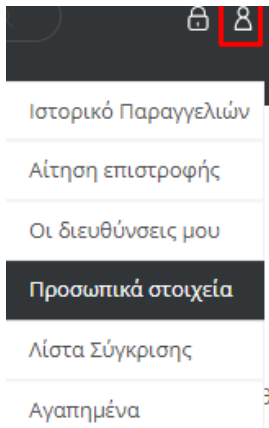 Ιστορικό Παραγγελιών
Αίτηση επιστροφής
Οι διευθύνσεις μου
Προσωπικά στοιχεία
Λίστα Σύγκρισης
Αγαπημένα